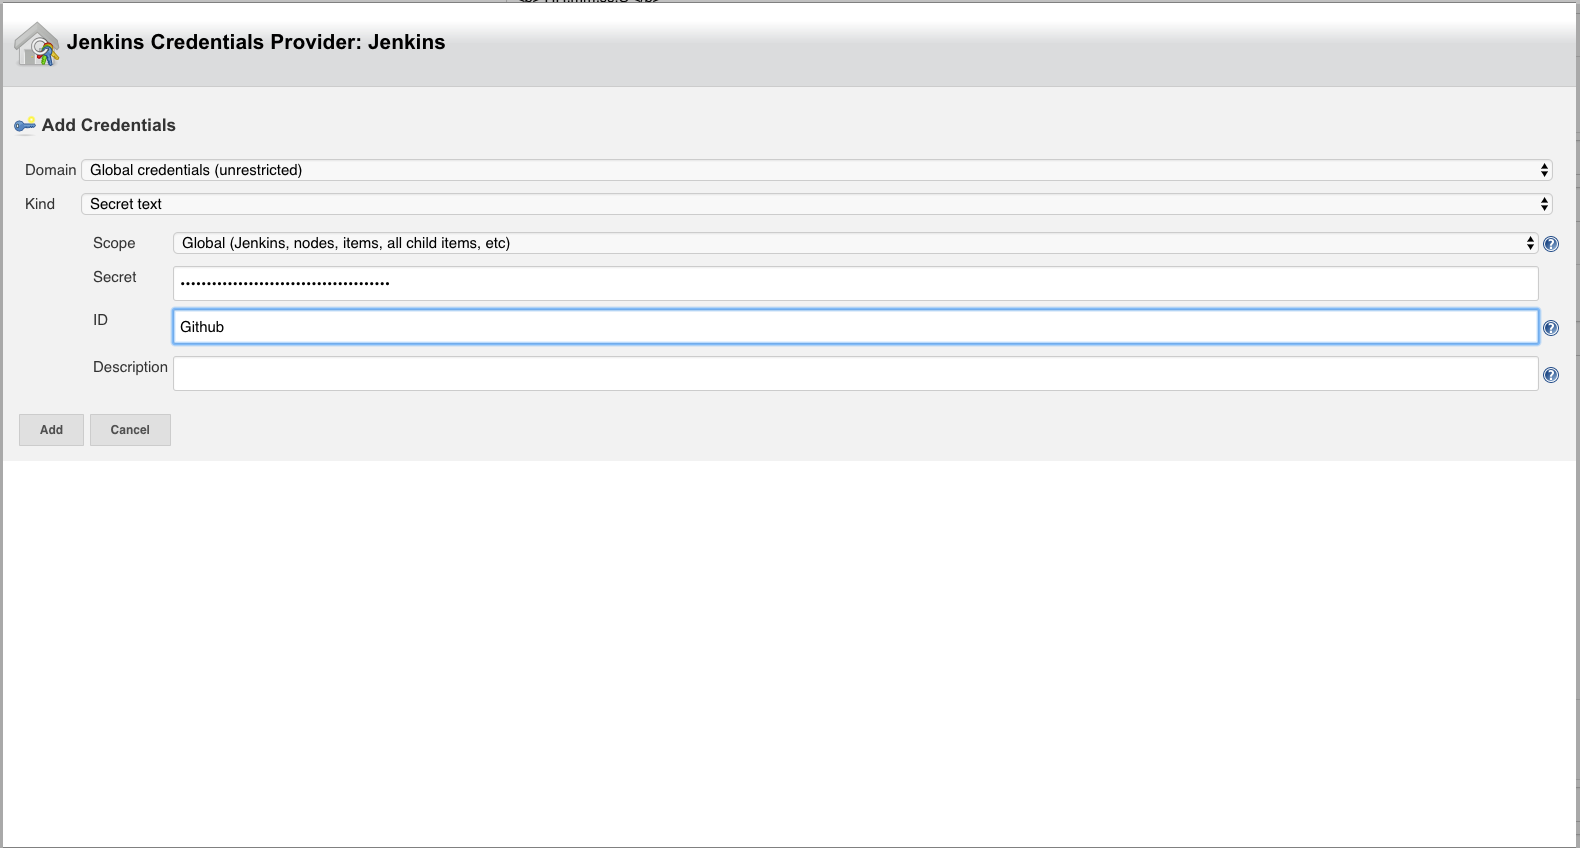 Jenkins Credentials Provider: Jenkins
Add Credentials
Domain Global credentials (unrestricted)
Kind Secret text
Scope Global (Jenkins, nodes, items, all child items, etc)
Secret ••••••••••••••••••••••••••••••••••••••••
ID Github
Description
Add Cancel